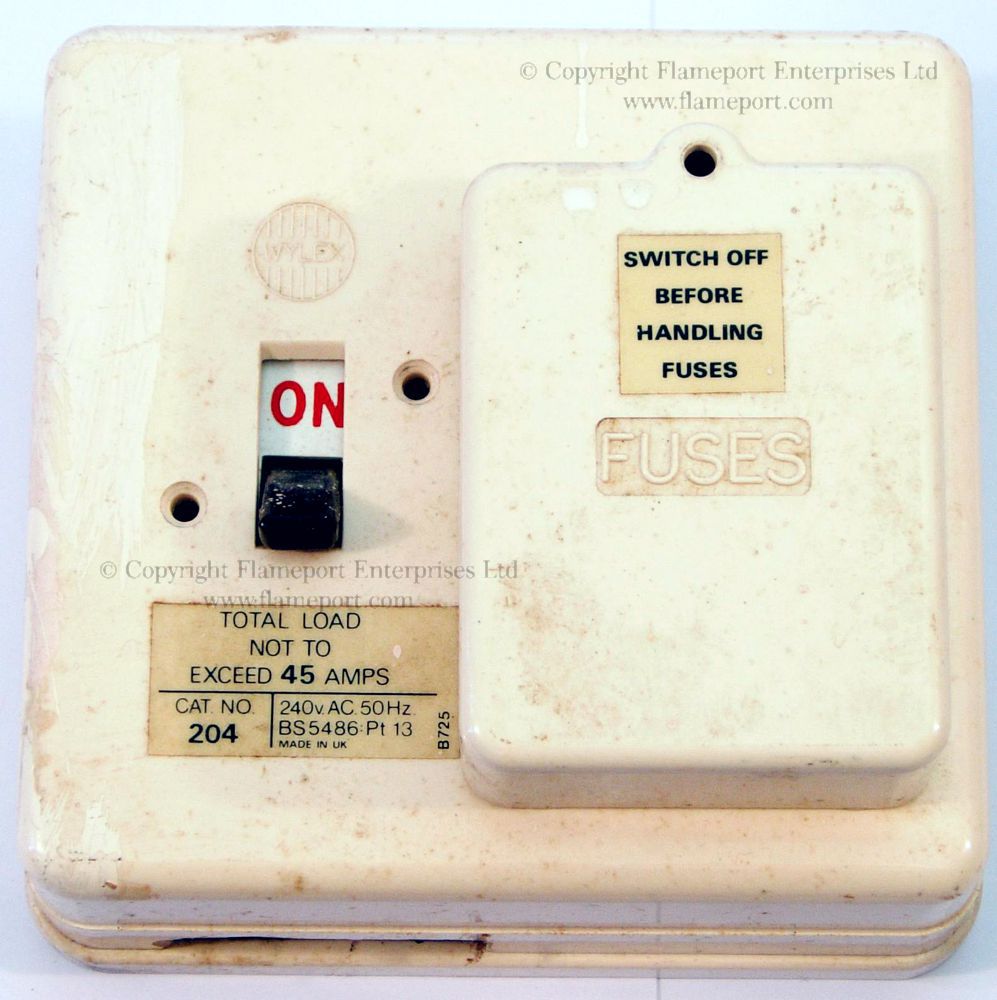 © Copyright Flameport Enterprises Ltd
www.flameport.com
WYLEX
SWITCH OFF
BEFORE
HANDLING
FUSES
ON
FUSES
© Copyright Flameport Enterprises Ltd
www.flameport.com
TOTAL LOAD
NOT TO
EXCEED 45 AMPS
CAT. NO.
204
240v. AC. 50Hz.
BS5486:Pt 13
MADE IN UK
B725